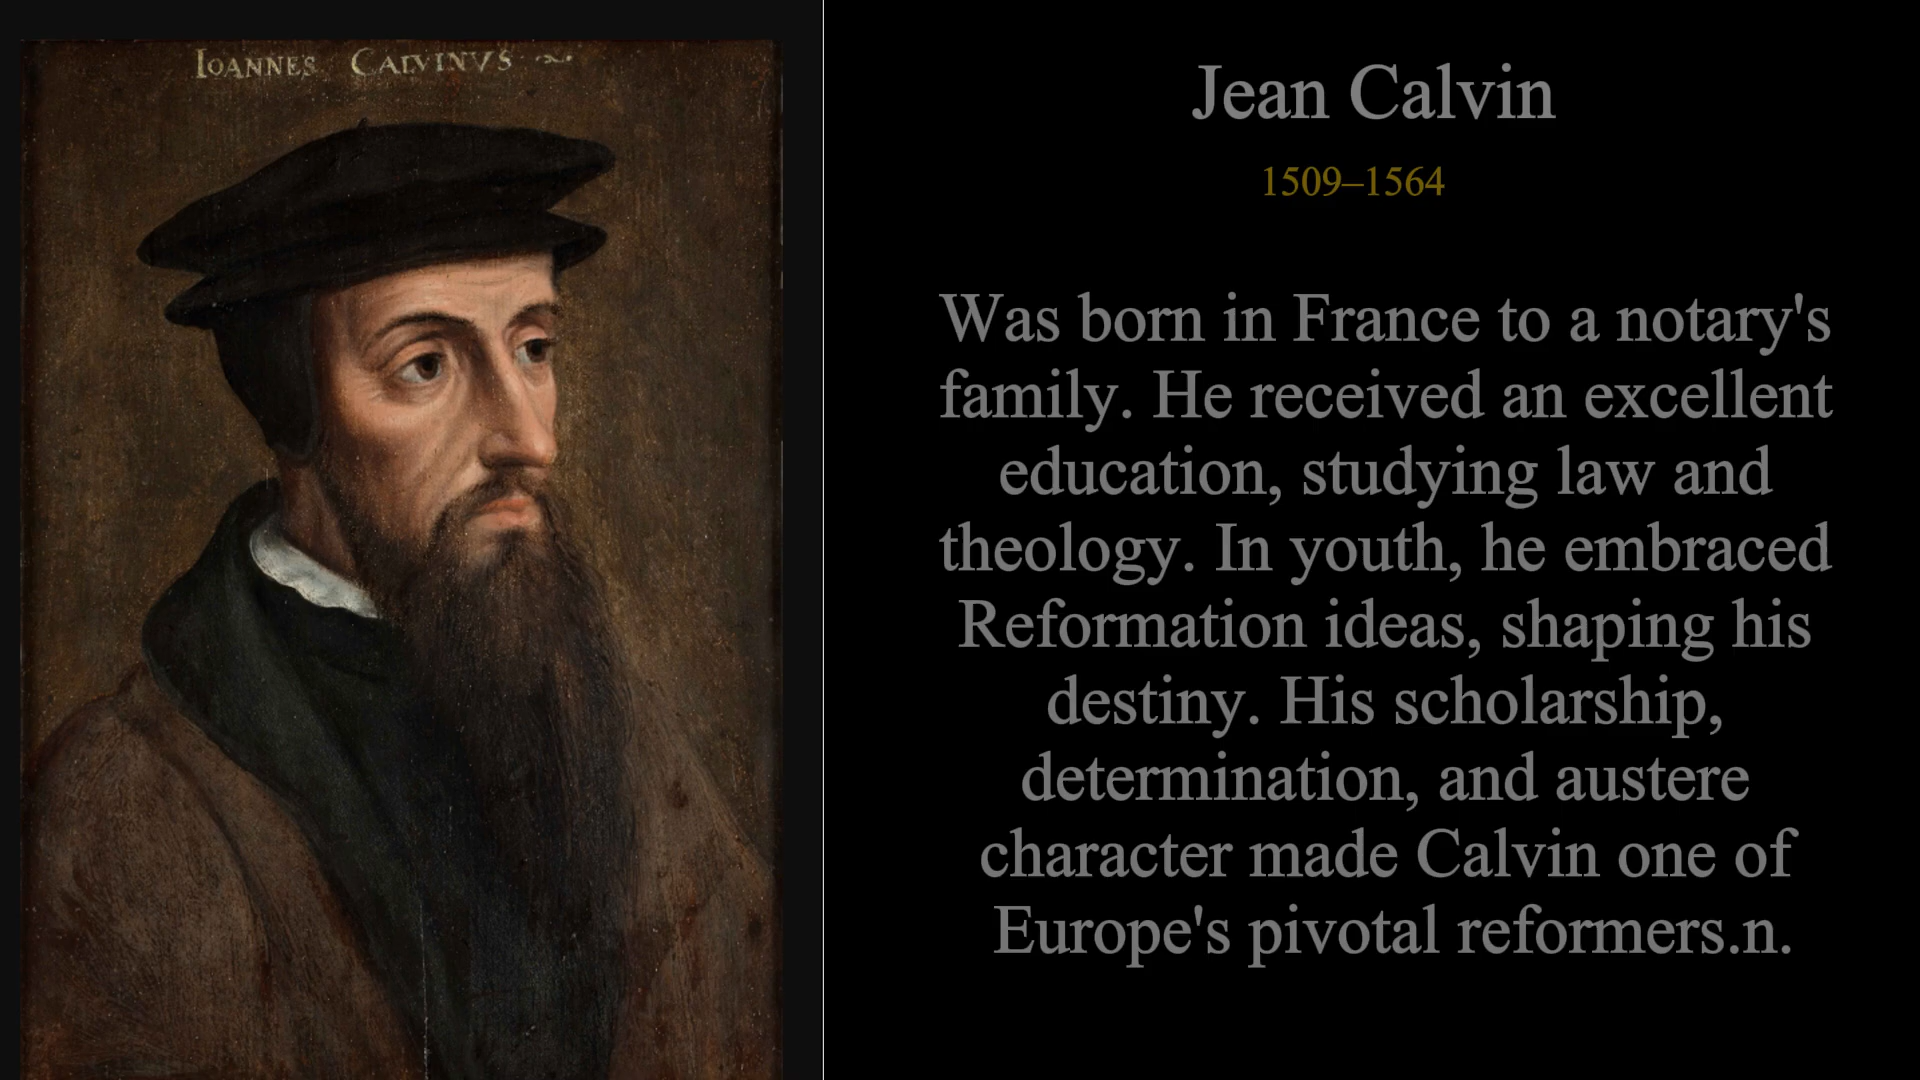 IOANNES CALVINVS
Jean Calvin
1509–1564
Was born in France to a notary's
family. He received an excellent
education, studying law and
theology. In youth, he embraced
Reformation ideas, shaping his
destiny. His scholarship,
determination, and austere
character made Calvin one of
Europe's pivotal reformers.n.